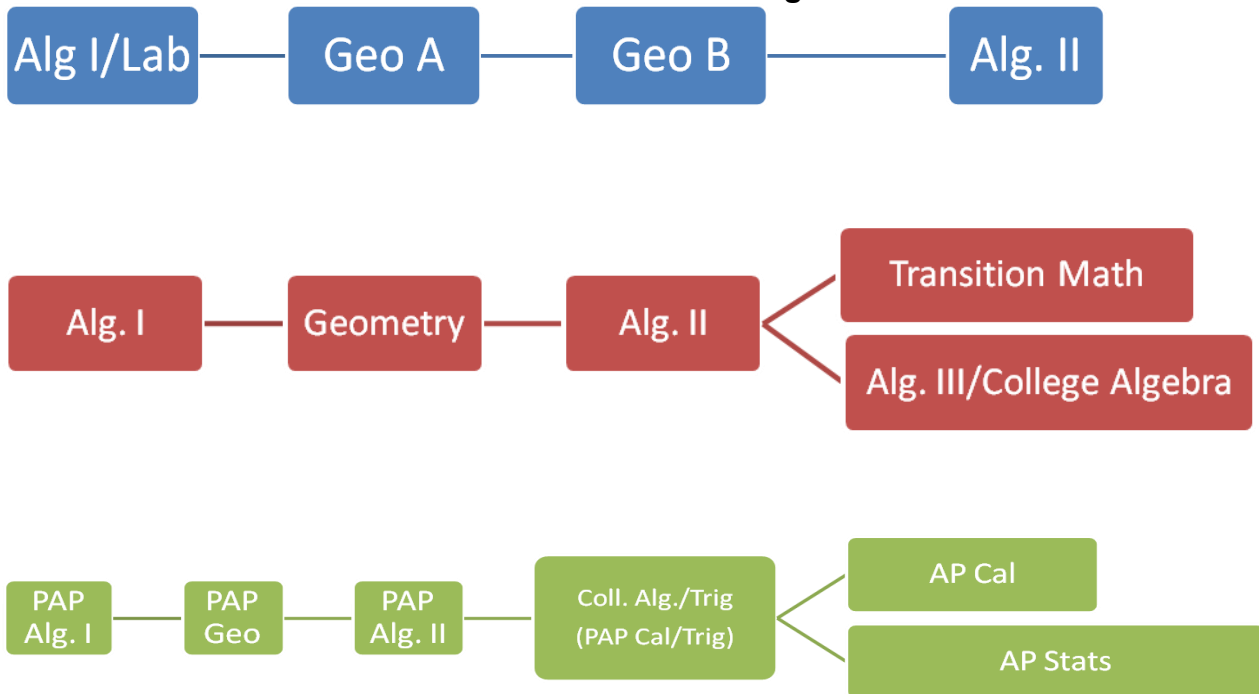 Alg I/Lab
Geo A
Geo B
Alg. II
Transition Math
Alg. I
Geometry
Alg. II
Alg. III/College Algebra
PAP
Alg. I
PAP
Geo
PAP
Alg. II
Coll. Alg./Trig
(PAP Cal/Trig)
AP Cal
AP Stats